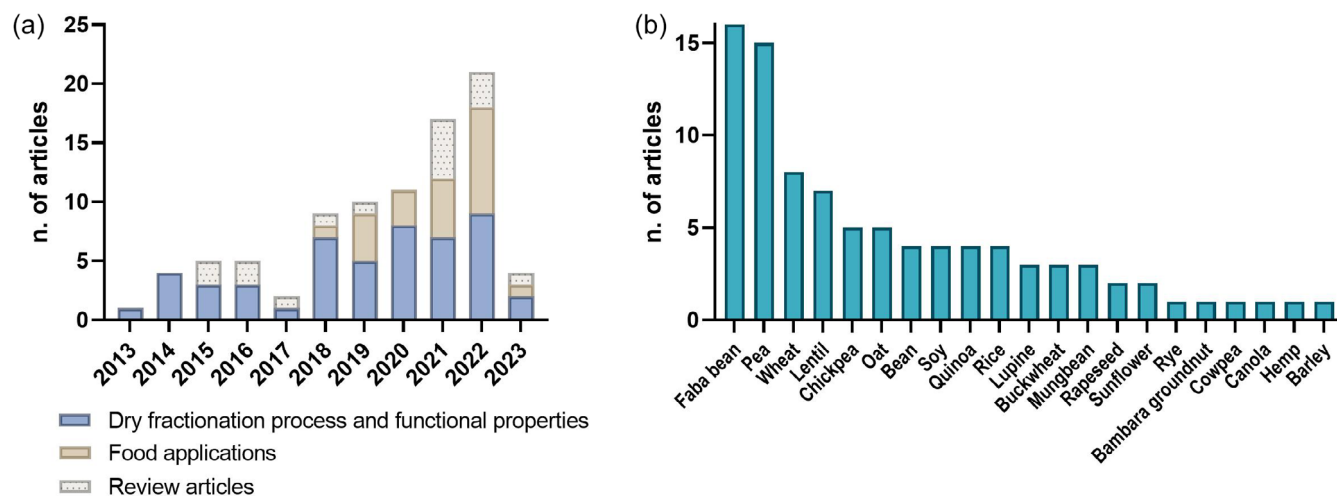 (a)
n. of articles
25
20
15
10
5
0
2013
2014
2015
2016
2017
2018
2019
2020
2021
2022
2023
Dry fractionation process and functional properties
Food applications
Review articles
(b)
n. of articles
15
10
5
0
Faba bean
Pea
Wheat
Lentil
Chickpea
Oat
Bean
Soy
Quinoa
Rice
Lupine
Buckwheat
Mungbean
Rapeseed
Sunflower
Rye
Bambara groundnut
Cowpea
Canola
Hemp
Barley